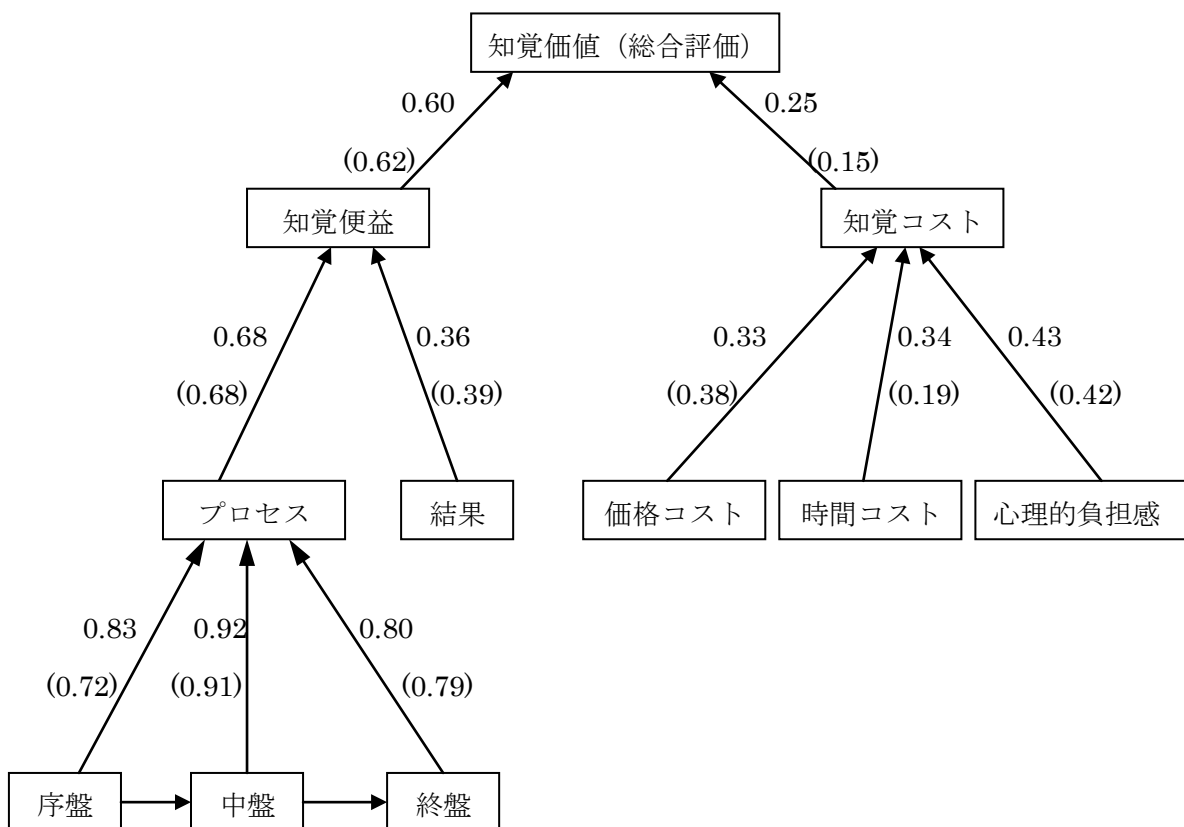 知覚価値（総合評価）
0.60
0.25
(0.62)
(0.15)
知覚便益
知覚コスト
0.68
0.36
0.33
0.34
0.43
(0.68)
(0.39)
(0.38)
(0.19)
(0.42)
プロセス
結果
価格コスト
時間コスト
心理的負担感
0.83
0.92
0.80
(0.72)
(0.91)
(0.79)
序盤
中盤
終盤